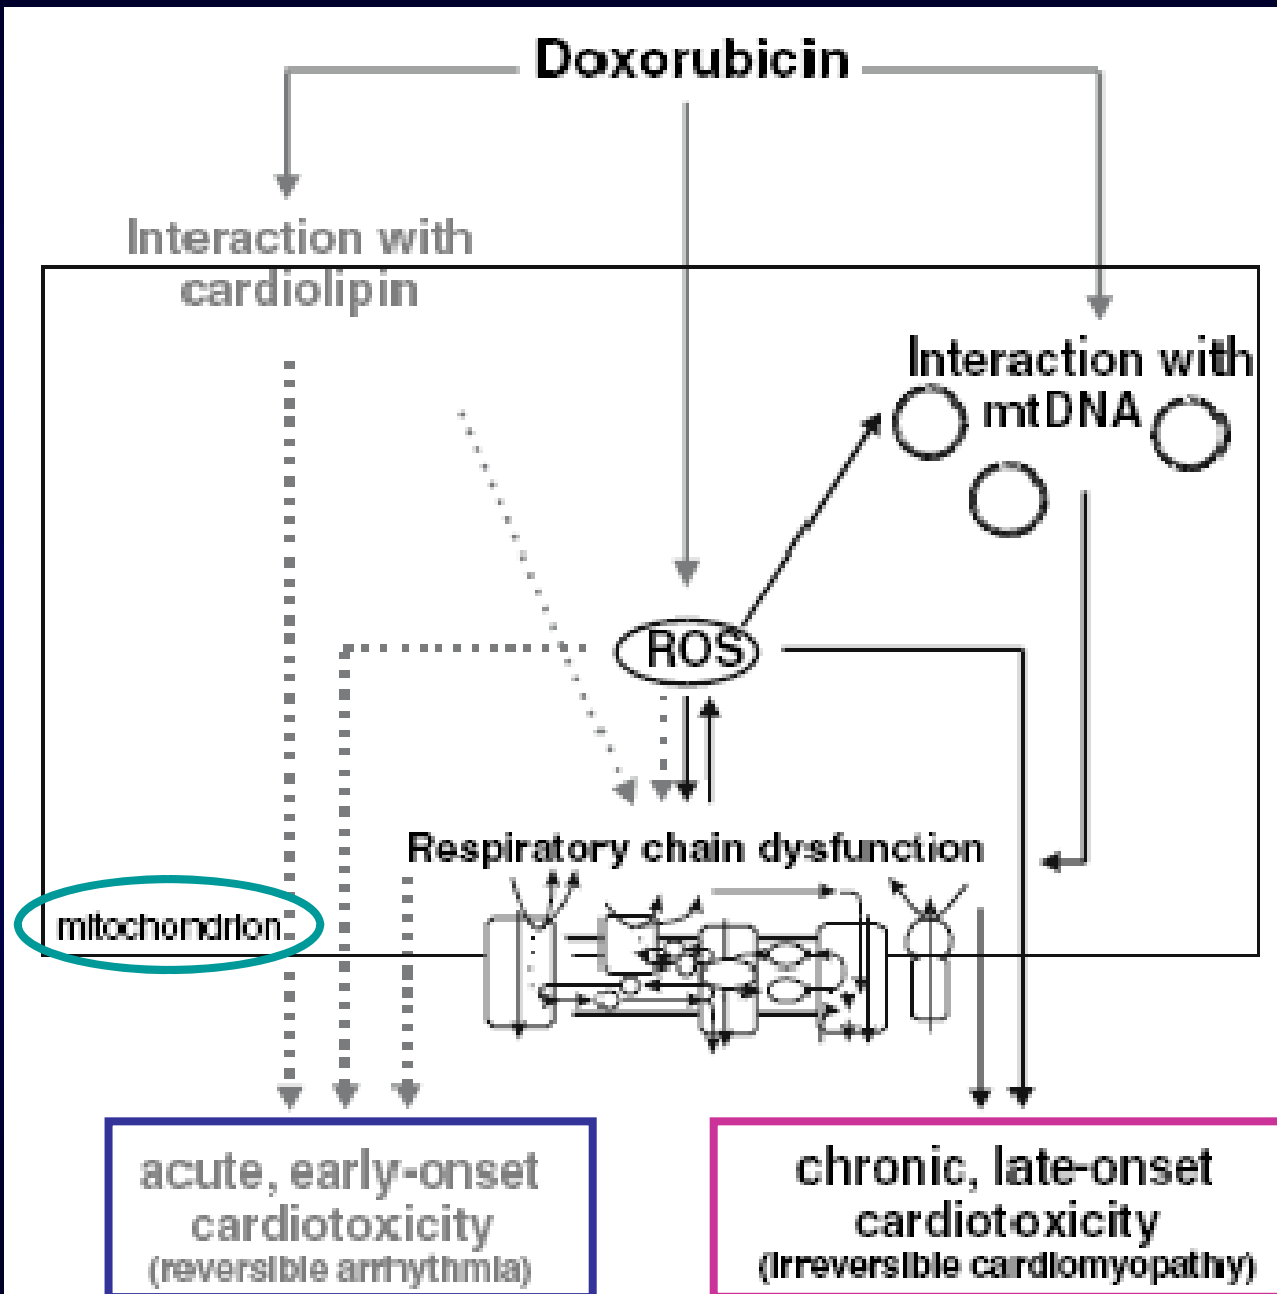 Doxorubicin
Interaction with
cardiolipin
Interaction with
mtDNA
ROS
Respiratory chain dysfunction
mitochondrion
acute, early-onset
cardiotoxicity
(reversible arrhythmia)
chronic, late-onset
cardiotoxicity
(irreversible cardiomyopathy)